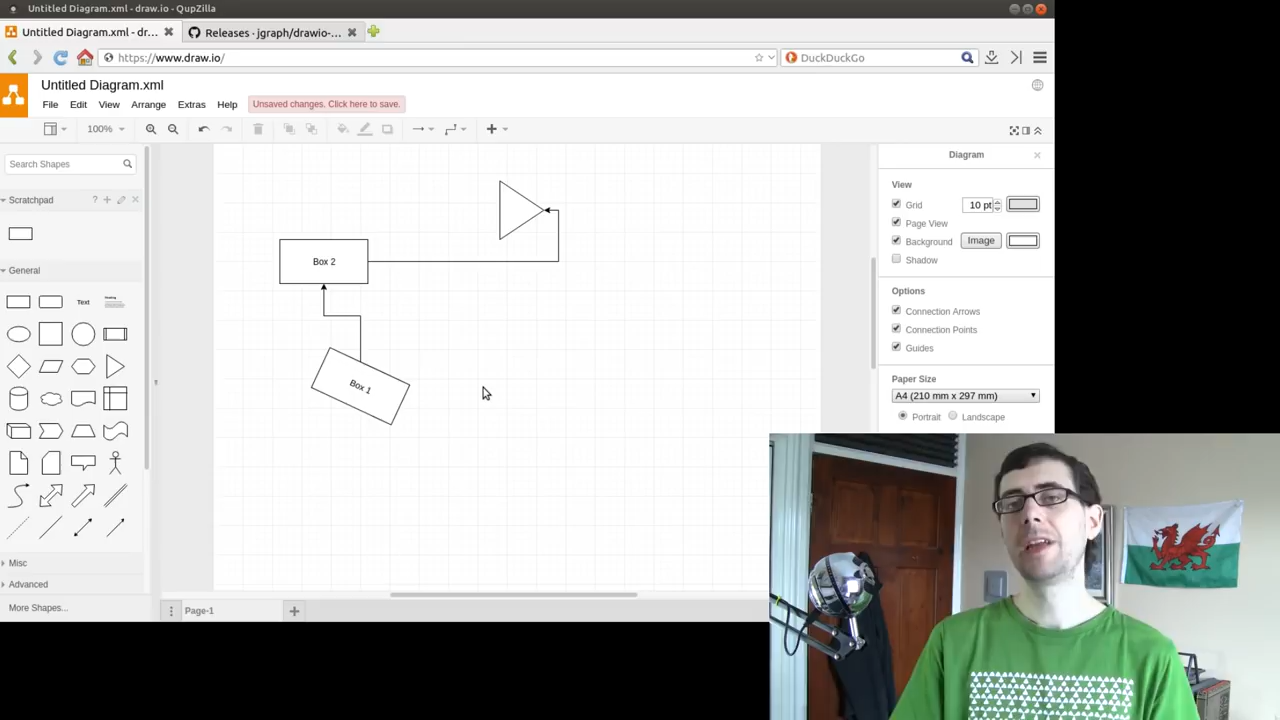 Untitled Diagram.xml - draw.io - QupZilla
Untitled Diagram.xml - dr...
Releases · jgraph/drawio-...
https://www.draw.io/
DuckDuckGo
Untitled Diagram.xml
File Edit View Arrange Extras Help
Unsaved changes. Click here to save.
100%
Search Shapes
Scratchpad
General
Text
Heading
Misc
Advanced
More Shapes...
Box 2
Box 1
Page-1
Diagram
View
Grid 10 pt
Page View
Background Image
Shadow
Options
Connection Arrows
Connection Points
Guides
Paper Size
A4 (210 mm x 297 mm)
Portrait Landscape